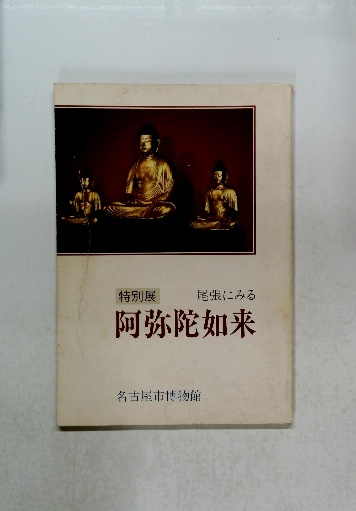 特別展 尾張にみる
阿弥陀如来
名古屋市博物館